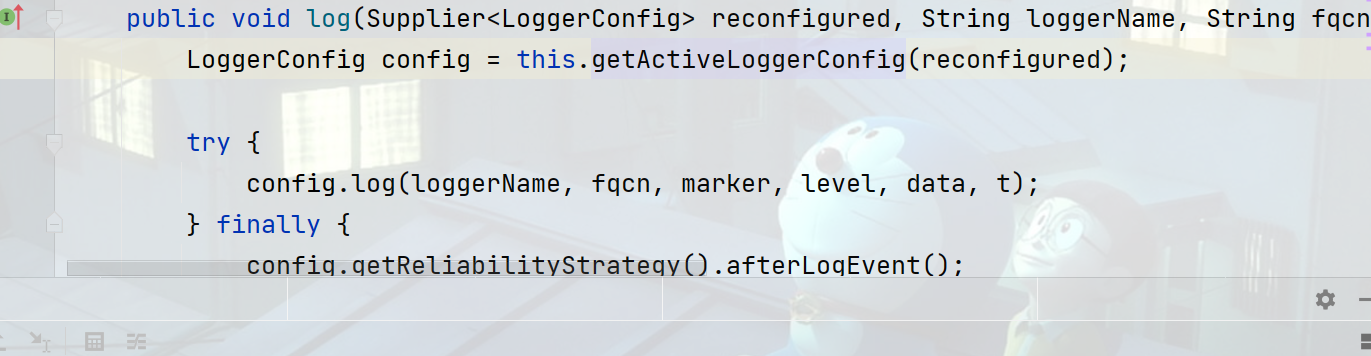 public void log(Supplier<LoggerConfig> reconfigured, String loggerName, String fqcn
LoggerConfig config = this.getActiveLoggerConfig(reconfigured);
try {
config.log(loggerName, fqcn, marker, level, data, t);
} finally {
config.getReliabilityStrategy().afterLogEvent();